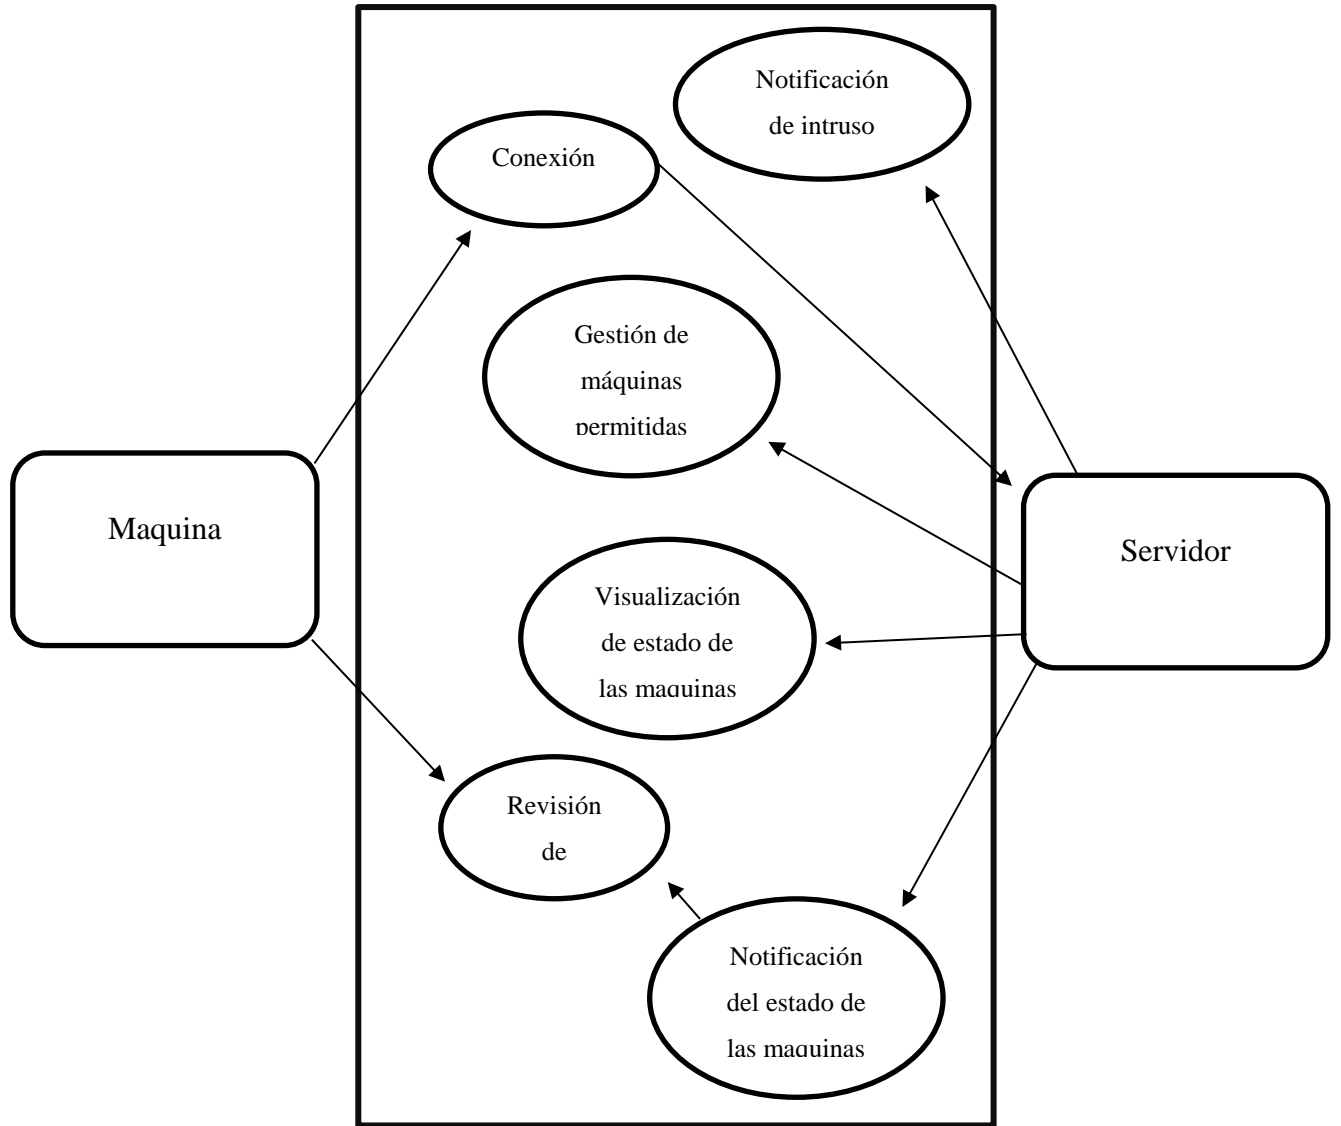 Notificación
de intruso
Conexión
Gestión de
máquinas
permitidas
Maquina
Servidor
Visualización
de estado de
las maquinas
Revisión
de
Notificación
del estado de
las maquinas